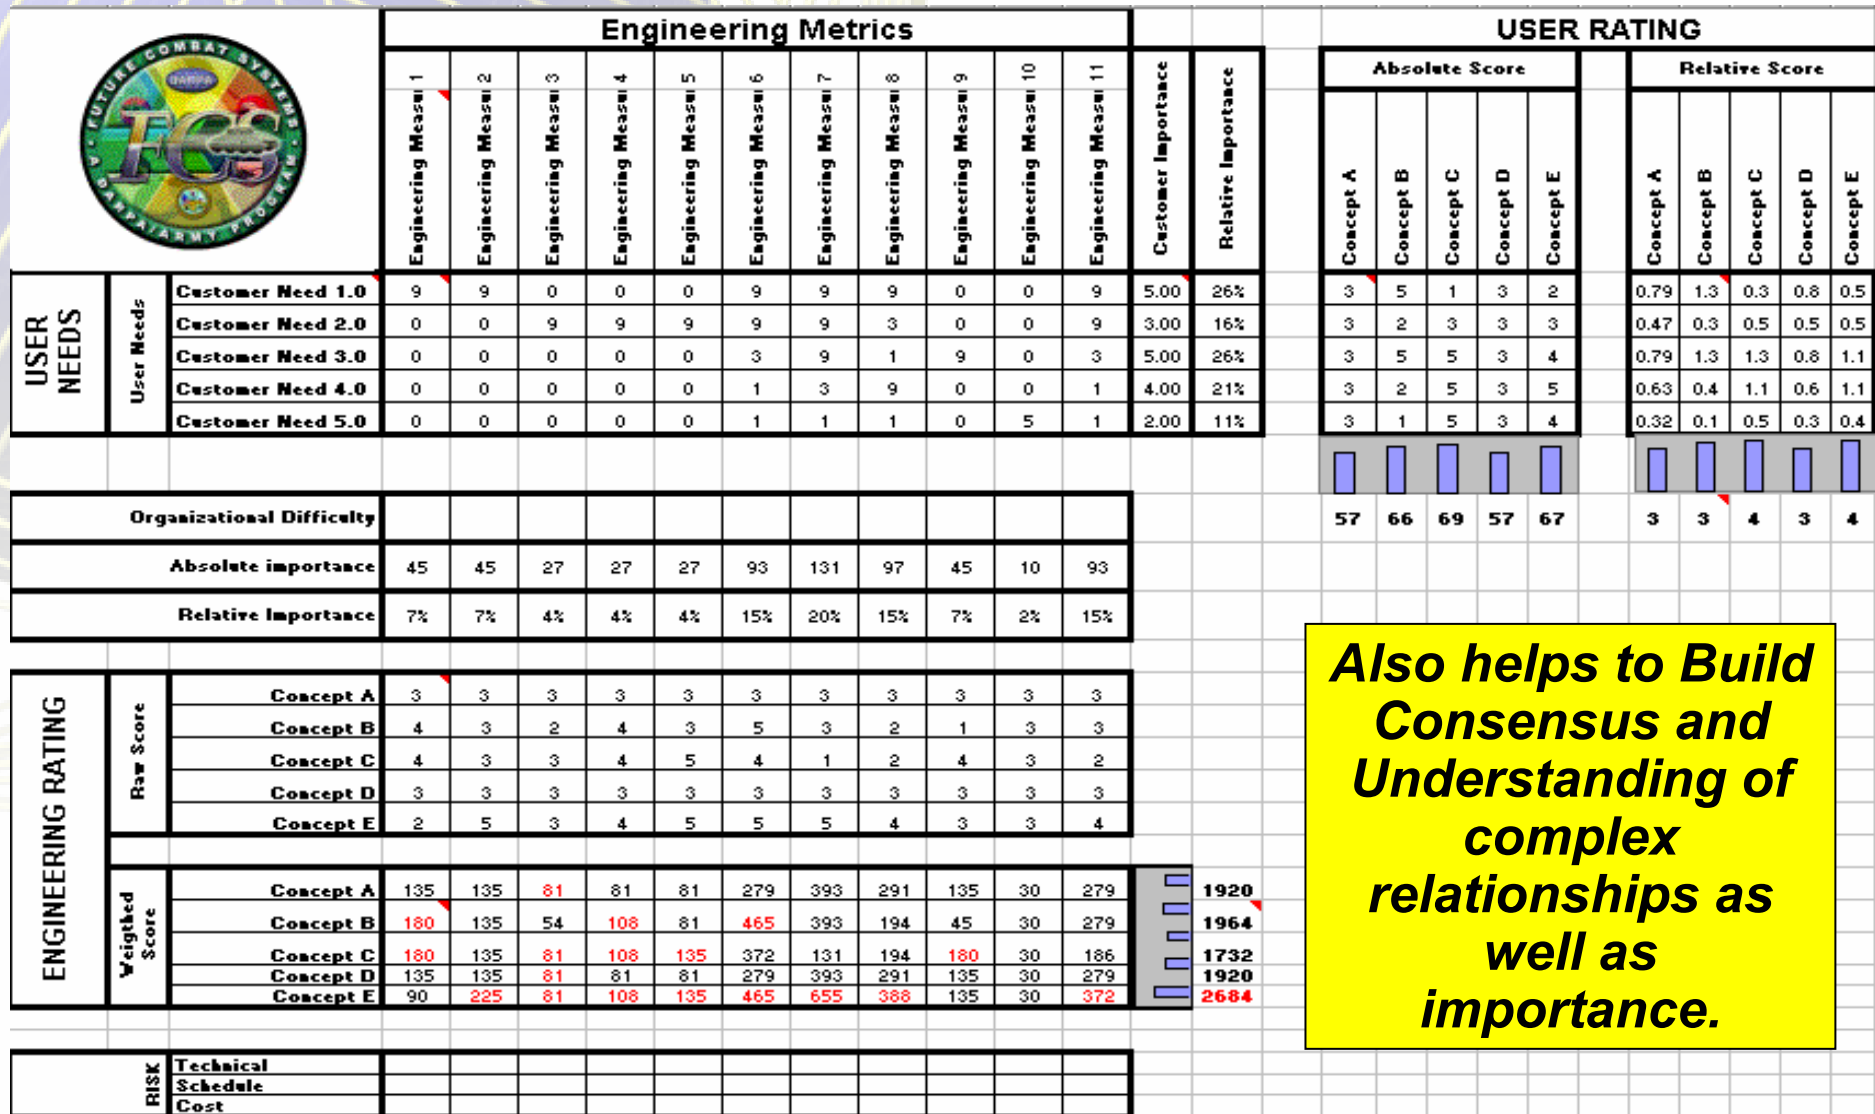 Engineering Metrics
USER RATING
FUTURE COMBAT SYSTEMS
DARPA
FCS
A DARPA/ARMY PROGRAM
Engineering Measur 1
Engineering Measur 2
Engineering Measur 3
Engineering Measur 4
Engineering Measur 5
Engineering Measur 6
Engineering Measur 7
Engineering Measur 8
Engineering Measur 9
Engineering Measur 10
Engineering Measur 11
Customer Importance
Relative Importance
Absolute Score
Relative Score
Concept A
Concept B
Concept C
Concept D
Concept E
Concept A
Concept B
Concept C
Concept D
Concept E
USER NEEDS
User Needs
Customer Need 1.0 9 9 0 0 0 9 9 9 0 0 9 5.00 26% 3 5 1 3 2 0.79 1.3 0.3 0.8 0.5
Customer Need 2.0 0 0 9 9 9 9 9 3 0 0 9 3.00 16% 3 2 3 3 3 0.47 0.3 0.5 0.5 0.5
Customer Need 3.0 0 0 0 0 0 3 9 1 9 0 3 5.00 26% 3 5 5 3 4 0.79 1.3 1.3 0.8 1.1
Customer Need 4.0 0 0 0 0 0 1 3 9 0 0 1 4.00 21% 3 2 5 3 5 0.63 0.4 1.1 0.6 1.1
Customer Need 5.0 0 0 0 0 0 1 1 1 0 5 1 2.00 11% 3 1 5 3 4 0.32 0.1 0.5 0.3 0.4
57 66 69 57 67 3 3 4 3 4
Organizational Difficulty
Absolute importance 45 45 27 27 27 93 131 97 45 10 93
Relative Importance 7% 7% 4% 4% 4% 15% 20% 15% 7% 2% 15%
ENGINEERING RATING
Raw Score
Concept A 3 3 3 3 3 3 3 3 3 3 3
Concept B 4 3 2 4 3 5 3 2 1 3 3
Concept C 4 3 3 4 5 4 1 2 4 3 2
Concept D 3 3 3 3 3 3 3 3 3 3 3
Concept E 2 5 3 4 5 5 5 4 3 3 4
Veigthed
Score
Concept A 135 135 81 81 81 279 393 291 135 30 279 1920
Concept B 180 135 54 108 81 465 393 194 45 30 279 1964
Concept C 180 135 81 108 135 372 131 194 180 30 186 1732
Concept D 135 135 81 81 81 279 393 291 135 30 279 1920
Concept E 90 225 81 108 135 465 655 388 135 30 372 2684
RISK
Technical
Schedule
Cost
Also helps to Build
Consensus and
Understanding of
complex
relationships as
well as
importance.